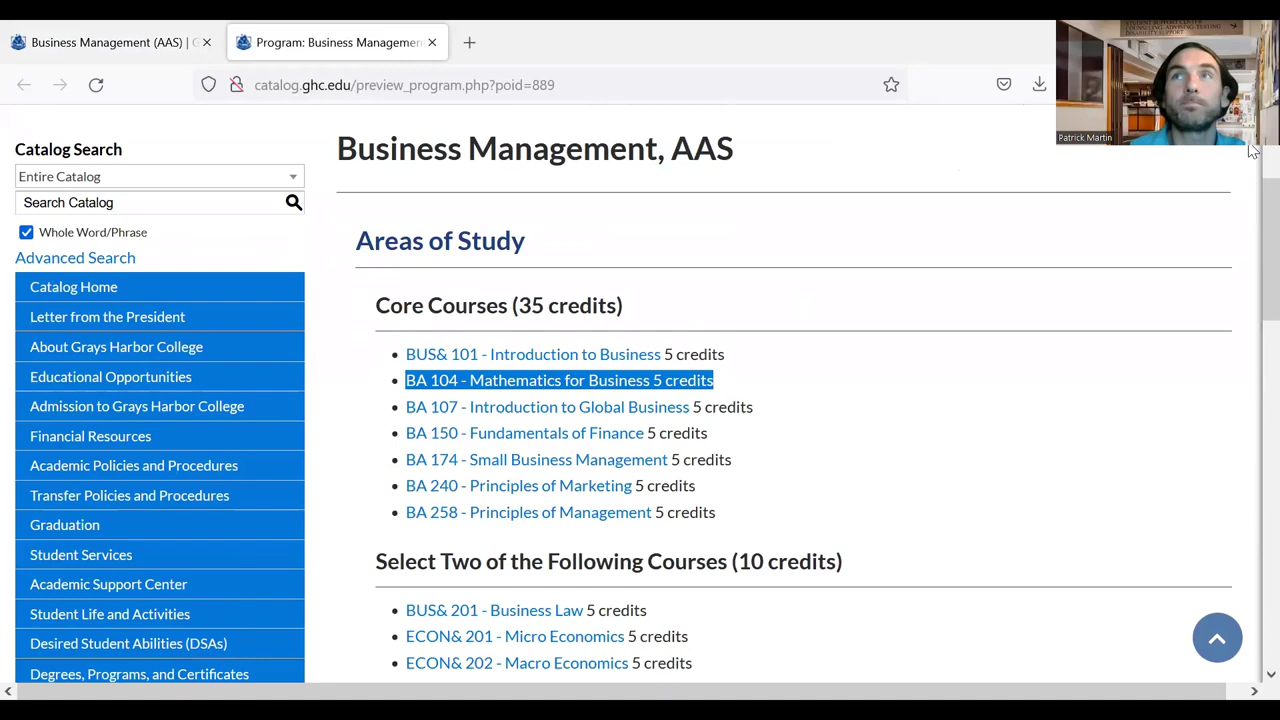 Business Management (AAS) | G
Program: Business Managemen
catalog.ghc.edu/preview_program.php?poid=889
COUNSELING, ADVISING, TESTING
DISABILITY SUPPORT
Patrick Martin
Catalog Search
Entire Catalog
Search Catalog
Whole Word/Phrase
Advanced Search
Catalog Home
Letter from the President
About Grays Harbor College
Educational Opportunities
Admission to Grays Harbor College
Financial Resources
Academic Policies and Procedures
Transfer Policies and Procedures
Graduation
Student Services
Academic Support Center
Student Life and Activities
Desired Student Abilities (DSAs)
Degrees, Programs, and Certificates
Business Management, AAS
Areas of Study
Core Courses (35 credits)
BUS& 101 - Introduction to Business 5 credits
BA 104 - Mathematics for Business 5 credits
BA 107 - Introduction to Global Business 5 credits
BA 150 - Fundamentals of Finance 5 credits
BA 174 - Small Business Management 5 credits
BA 240 - Principles of Marketing 5 credits
BA 258 - Principles of Management 5 credits
Select Two of the Following Courses (10 credits)
BUS& 201 - Business Law 5 credits
ECON& 201 - Micro Economics 5 credits
ECON& 202 - Macro Economics 5 credits